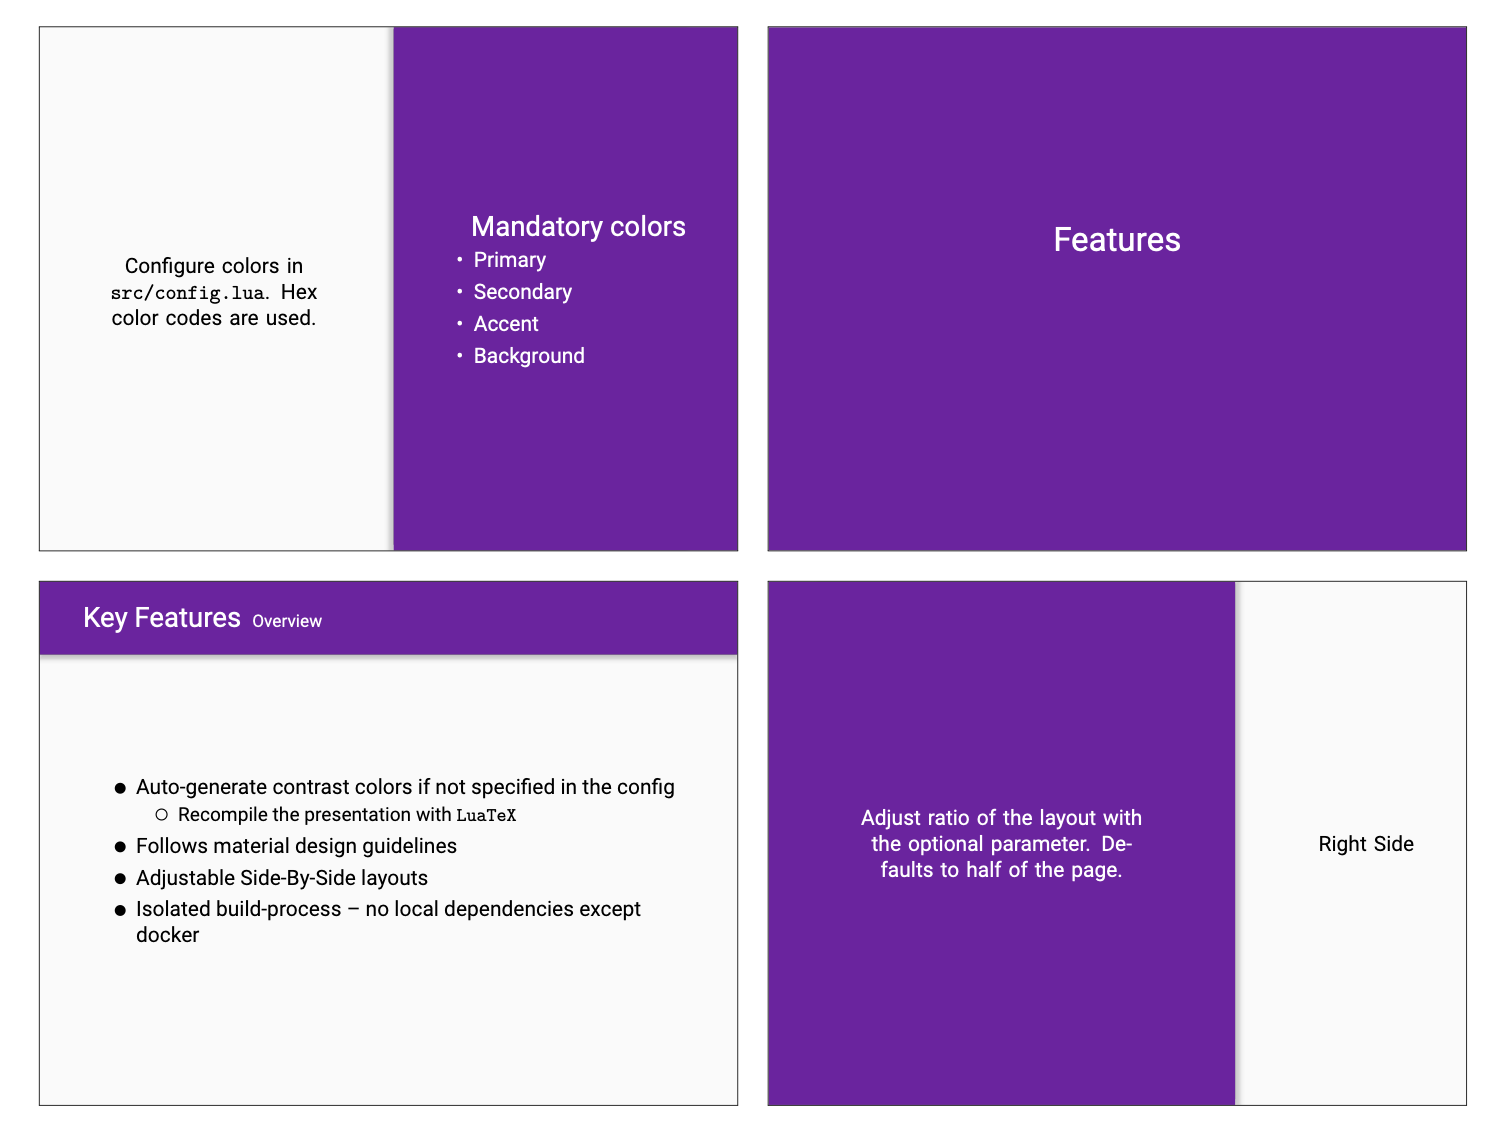 Configure colors in
src/config.lua. Hex
color codes are used.
Mandatory colors
• Primary
• Secondary
• Accent
• Background
Features
Key Features Overview
● Auto-generate contrast colors if not specified in the config
○ Recompile the presentation with LuaTeX
● Follows material design guidelines
● Adjustable Side-By-Side layouts
● Isolated build-process – no local dependencies except
docker
Adjust ratio of the layout with
the optional parameter. De-
faults to half of the page.
Right Side